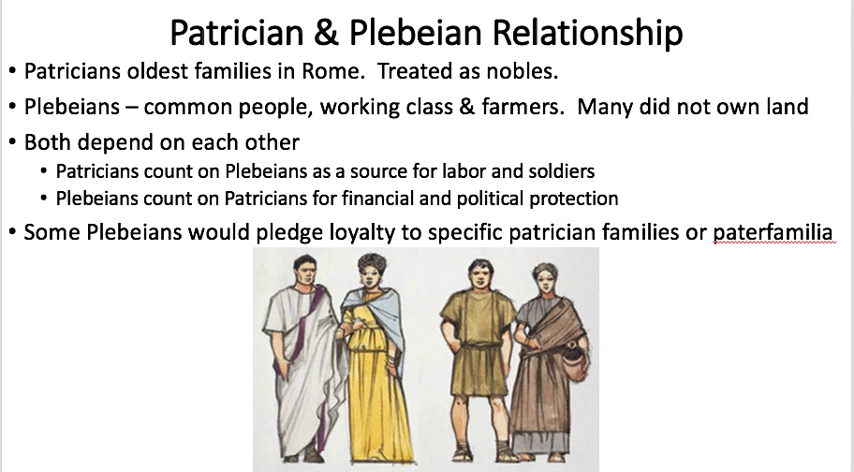 Patrician & Plebeian Relationship
• Patricians oldest families in Rome.  Treated as nobles.
• Plebeians – common people, working class & farmers.  Many did not own land
• Both depend on each other
• Patricians count on Plebeians as a source for labor and soldiers
• Plebeians count on Patricians for financial and political protection
• Some Plebeians would pledge loyalty to specific patrician families or paterfamilia